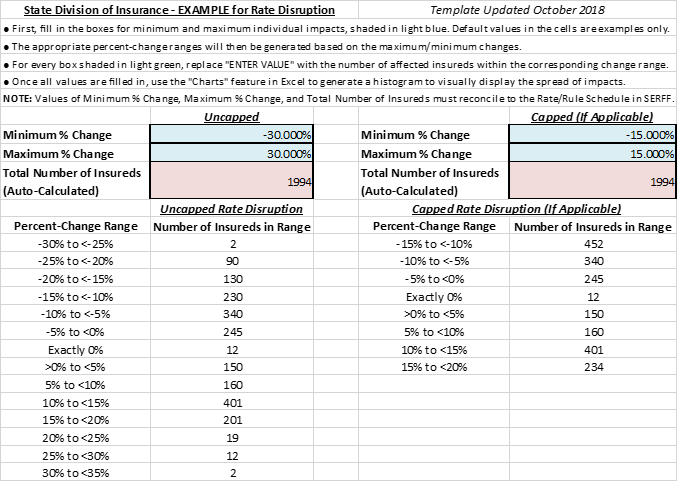 State Division of Insurance - EXAMPLE for Rate Disruption Template Updated October 2018
● First, fill in the boxes for minimum and maximum individual impacts, shaded in light blue. Default values in the cells are examples only.
● The appropriate percent-change ranges will then be generated based on the maximum/minimum changes.
● For every box shaded in light green, replace "ENTER VALUE" with the number of affected insureds within the corresponding change range.
● Once all values are filled in, use the "Charts" feature in Excel to generate a histogram to visually display the spread of impacts.
NOTE: Values of Minimum % Change, Maximum % Change, and Total Number of Insureds must reconcile to the Rate/Rule Schedule in SERFF.
Uncapped Capped (If Applicable)
Minimum % Change -30.000% Minimum % Change -15.000%
Maximum % Change 30.000% Maximum % Change 15.000%
Total Number of Insureds Total Number of Insureds
(Auto-Calculated) 1994 (Auto-Calculated) 1994
Uncapped Rate Disruption Capped Rate Disruption (If Applicable)
Percent-Change Range Number of Insureds in Range Percent-Change Range Number of Insureds in Range
-30% to <-25% 2 -15% to <-10% 452
-25% to <-20% 90 -10% to <-5% 340
-20% to <-15% 130 -5% to <0% 245
-15% to <-10% 230 Exactly 0% 12
-10% to <-5% 340 >0% to <5% 150
-5% to <0% 245 5% to <10% 160
Exactly 0% 12 10% to <15% 401
>0% to <5% 150 15% to <20% 234
5% to <10% 160
10% to <15% 401
15% to <20% 201
20% to <25% 19
25% to <30% 12
30% to <35% 2